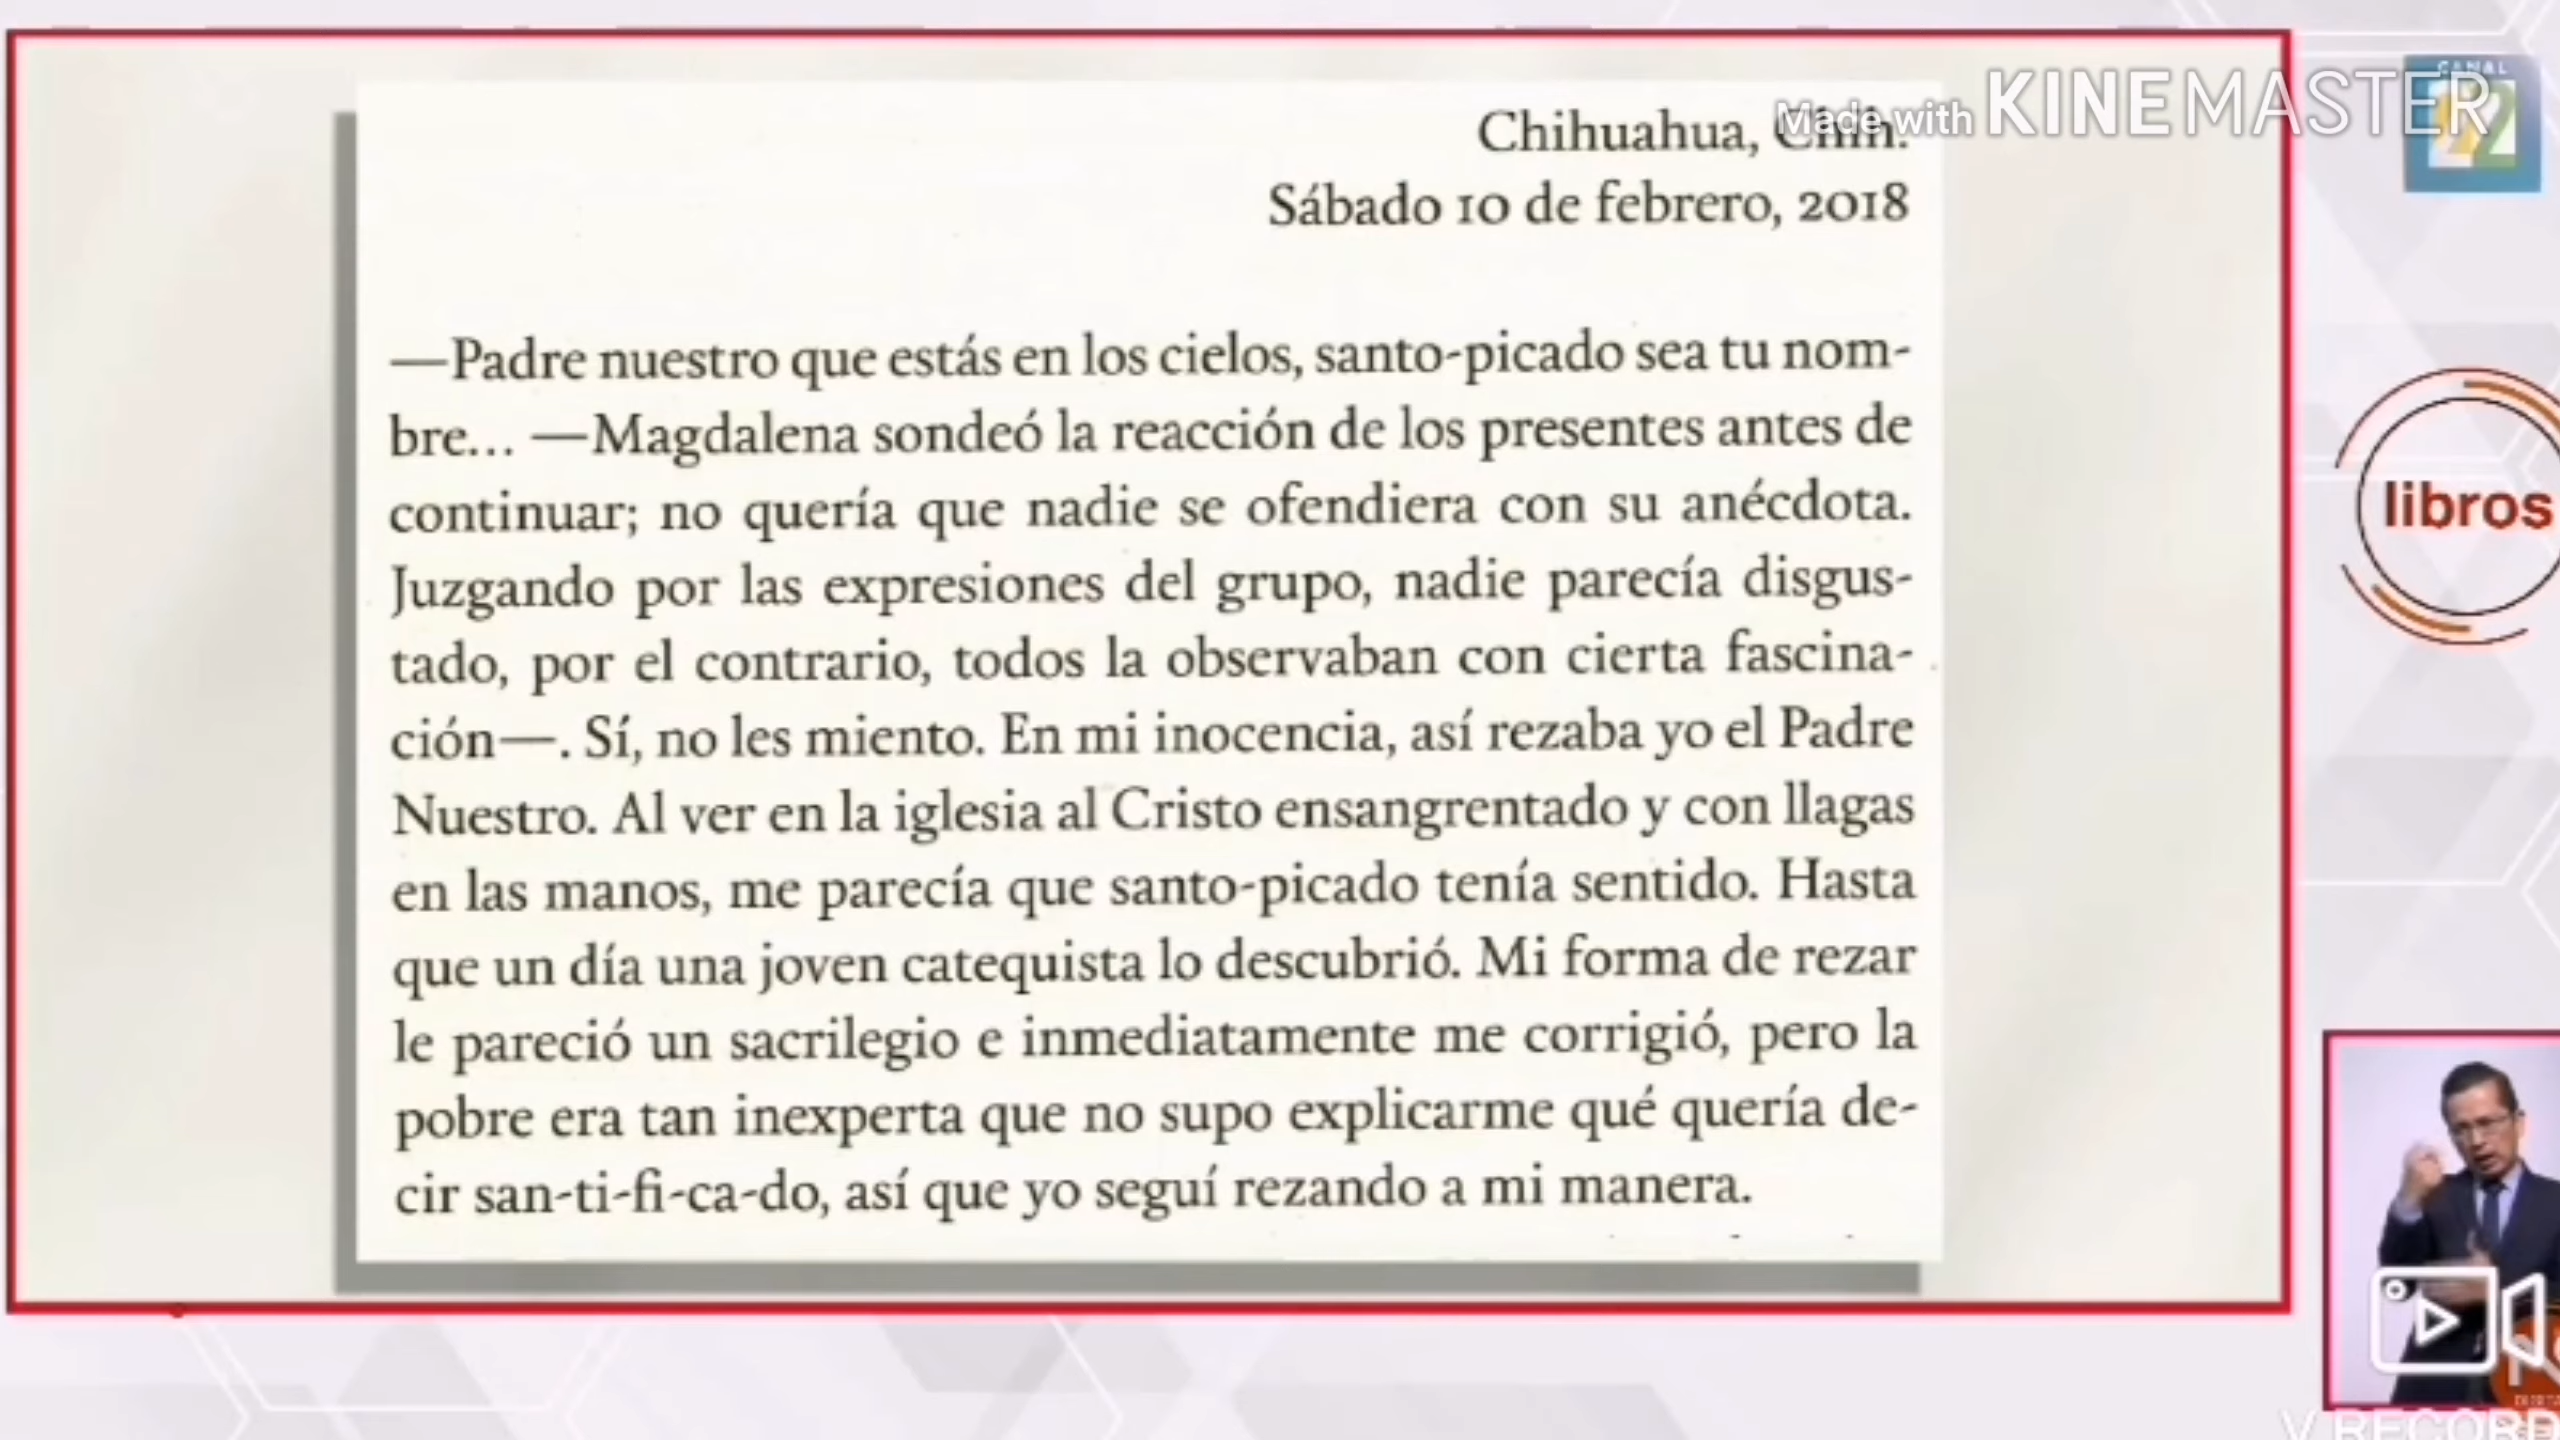 CANAL
22
Made with KINEMASTER
Chihuahua, Chih.
Sábado 10 de febrero, 2018
—Padre nuestro que estás en los cielos, santo-picado sea tu nom-
bre... —Magdalena sondeó la reacción de los presentes antes de
continuar; no quería que nadie se ofendiera con su anécdota.
Juzgando por las expresiones del grupo, nadie parecía disgus-
tado, por el contrario, todos la observaban con cierta fascina-
ción—. Sí, no les miento. En mi inocencia, así rezaba yo el Padre
Nuestro. Al ver en la iglesia al Cristo ensangrentado y con llagas
en las manos, me parecía que santo-picado tenía sentido. Hasta
que un día una joven catequista lo descubrió. Mi forma de rezar
le pareció un sacrilegio e inmediatamente me corrigió, pero la
pobre era tan inexperta que no supo explicarme qué quería de-
cir san-ti-fi-ca-do, así que yo seguí rezando a mi manera.
libros
V RECORD